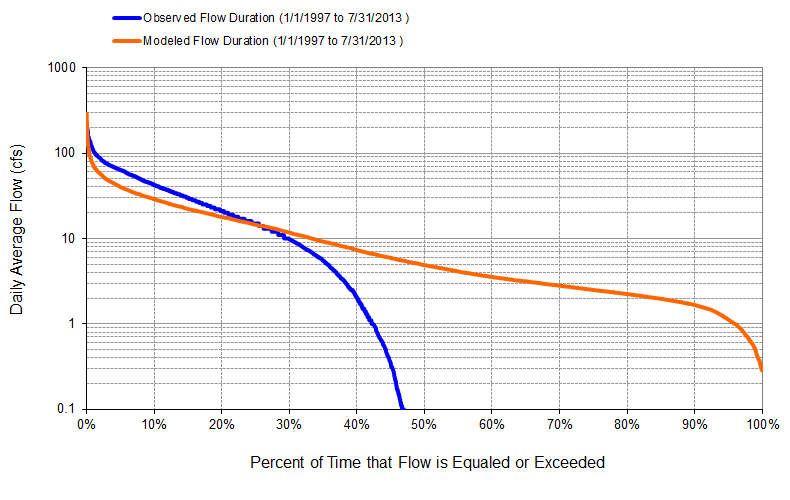 Observed Flow Duration (1/1/1997 to 7/31/2013 )
Modeled Flow Duration (1/1/1997 to 7/31/2013 )
1000
100
10
1
0.1
Daily Average Flow (cfs)
0% 10% 20% 30% 40% 50% 60% 70% 80% 90% 100%
Percent of Time that Flow is Equaled or Exceeded